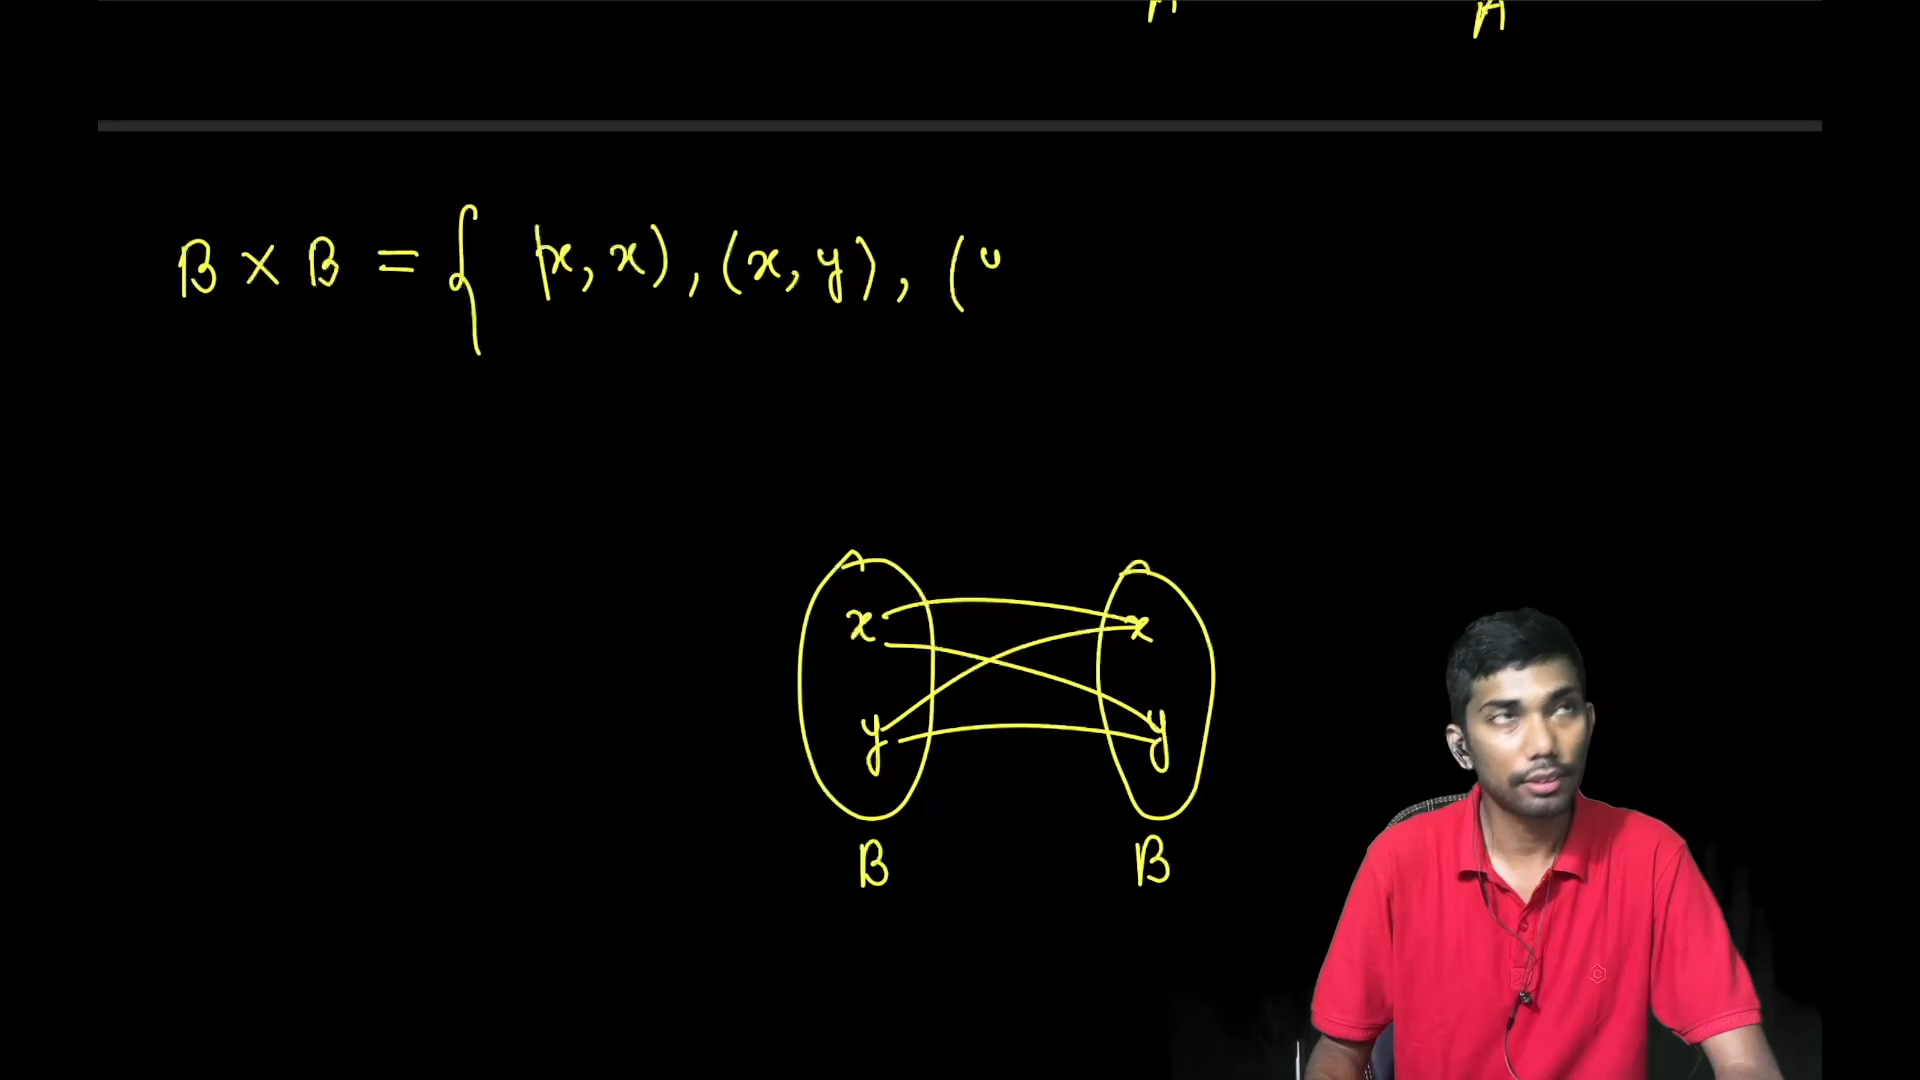 B × B = { (x, x), (x, y), (
x x
y y
B B